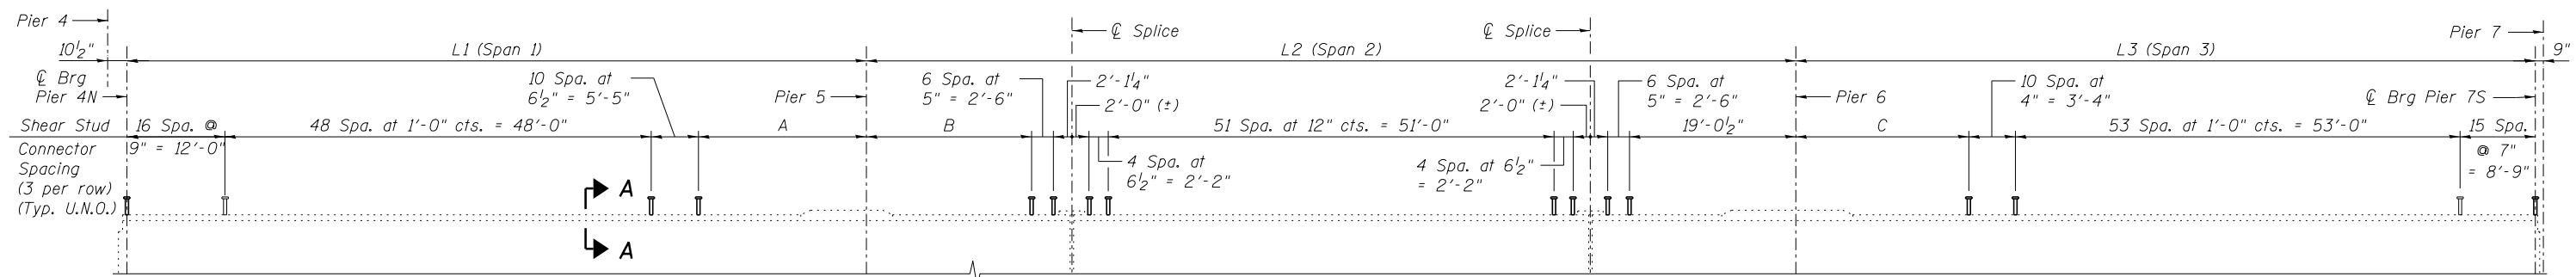 Pier 4
℄ Splice
℄ Splice
Pier 7
10½"
L1 (Span 1)
L2 (Span 2)
L3 (Span 3)
9"
℄ Brg
Pier 4N
10 Spa. at
6½" = 5'-5"
Pier 5
6 Spa. at
5" = 2'-6"
2'-1¼"
2'-0" (±)
2'-1¼"
2'-0" (±)
6 Spa. at
5" = 2'-6"
Pier 6
10 Spa. at
4" = 3'-4"
℄ Brg Pier 7S
Shear Stud
Connector
Spacing
(3 per row)
(Typ. U.N.O.)
16 Spa. @
9" = 12'-0"
48 Spa. at 1'-0" cts. = 48'-0"
A
B
4 Spa. at
6½" = 2'-2"
51 Spa. at 12" cts. = 51'-0"
4 Spa. at 6½"
= 2'-2"
19'-0½"
C
53 Spa. at 1'-0" cts. = 53'-0"
15 Spa.
@ 7"
= 8'-9"
A
A